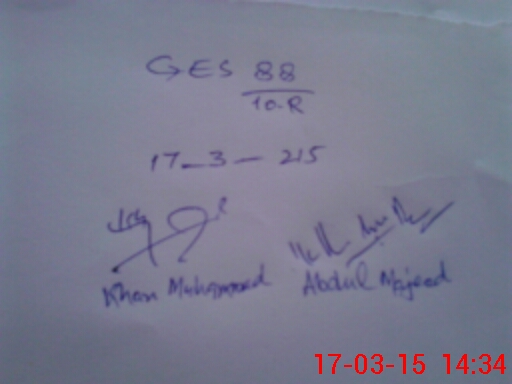 GES 88
10-R
17-3-215
Khan Muhammad Abdul Majeed
17-03-15 14:34